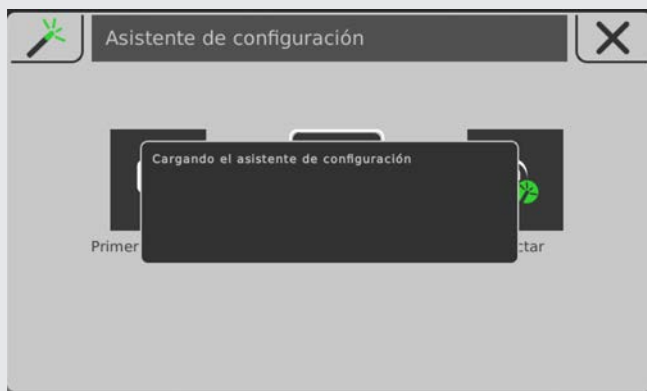 Asistente de configuración
Cargando el asistente de configuración
Primer
ctar